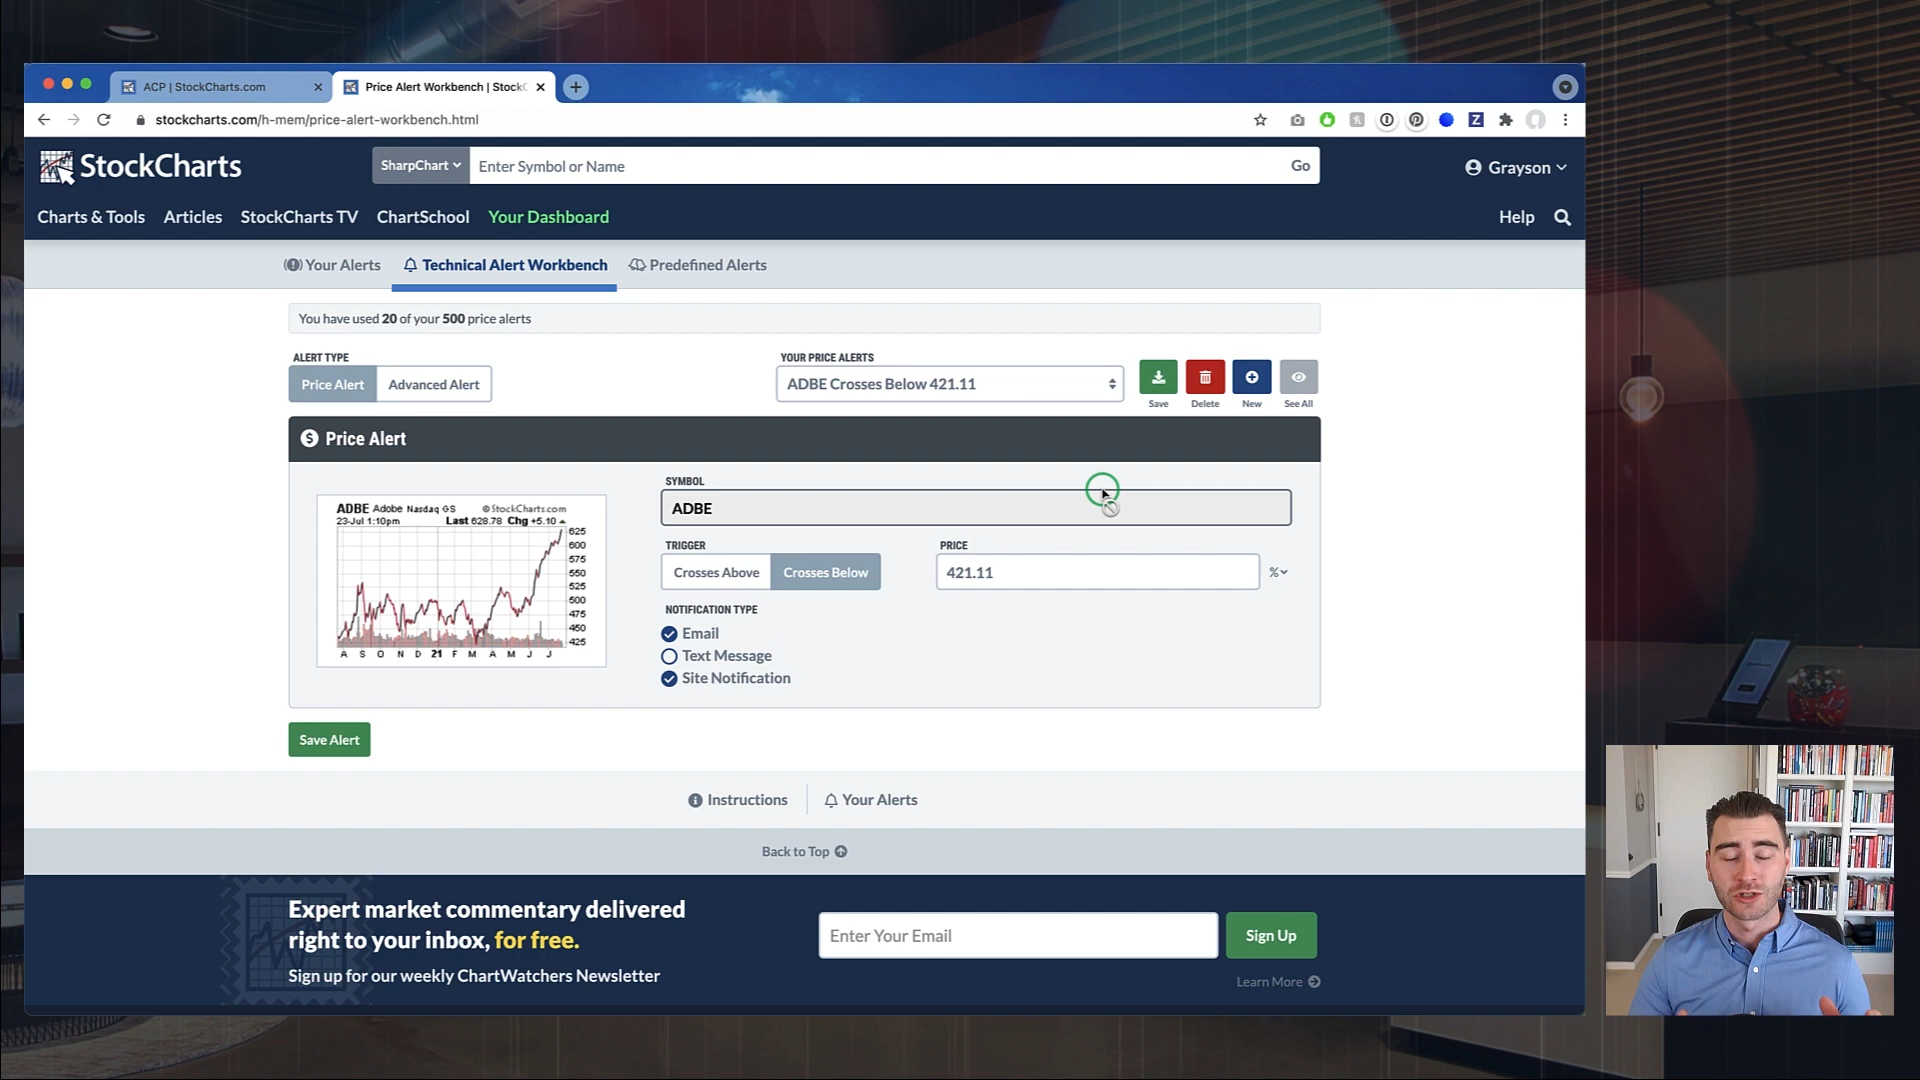 ACP | StockCharts.com
Price Alert Workbench | StockC
stockcharts.com/h-mem/price-alert-workbench.html
StockCharts
SharpChart
Enter Symbol or Name
Go
Grayson
Charts & Tools
Articles
StockCharts TV
ChartSchool
Your Dashboard
Help
Your Alerts
Technical Alert Workbench
Predefined Alerts
You have used 20 of your 500 price alerts
ALERT TYPE
YOUR PRICE ALERTS
Price Alert
Advanced Alert
ADBE Crosses Below 421.11
Save
Delete
New
See All
$ Price Alert
SYMBOL
ADBE
ADBE Adobe Nasdaq GS © StockCharts.com
23-Jul 1:10pm Last 628.78 Chg +5.10
625
600
575
550
525
500
475
450
425
A S O N D 21 F M A M J J
TRIGGER
PRICE
Crosses Above
Crosses Below
421.11
%
NOTIFICATION TYPE
Email
Text Message
Site Notification
Save Alert
Instructions
Your Alerts
Back to Top
Expert market commentary delivered
right to your inbox, for free.
Sign up for our weekly ChartWatchers Newsletter
Enter Your Email
Sign Up
Learn More